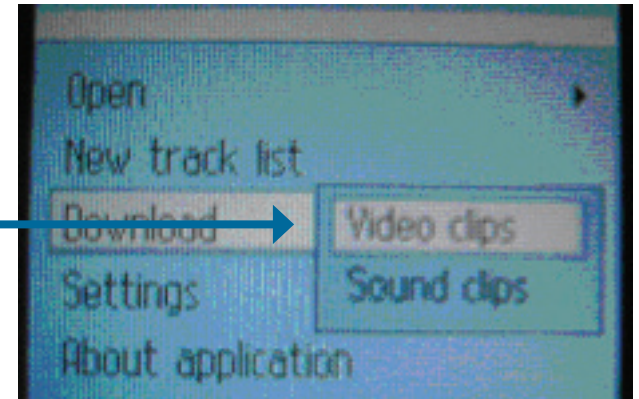 Open
New track list
Download
Video clips
Settings
Sound clips
About application